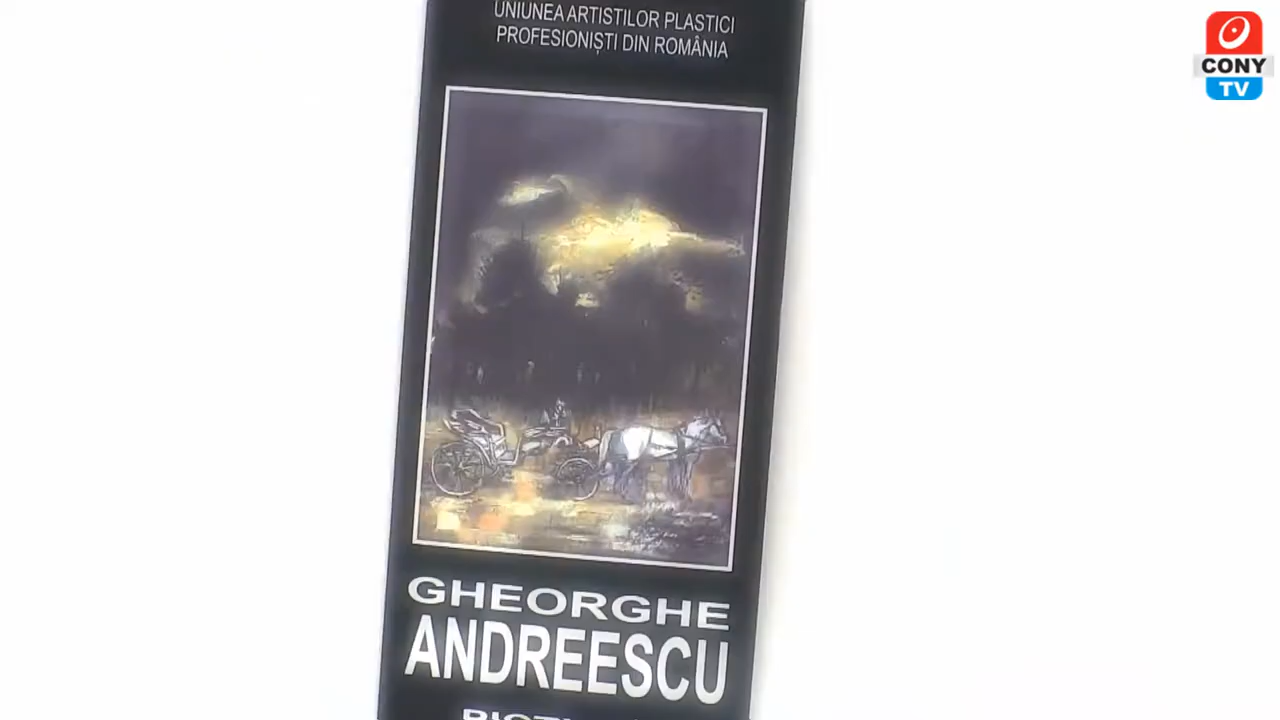 UNIUNEA ARTISTILOR PLASTICI
PROFESIONIȘTI DIN ROMÂNIA
CONY
TV
GHEORGHE
ANDREESCU